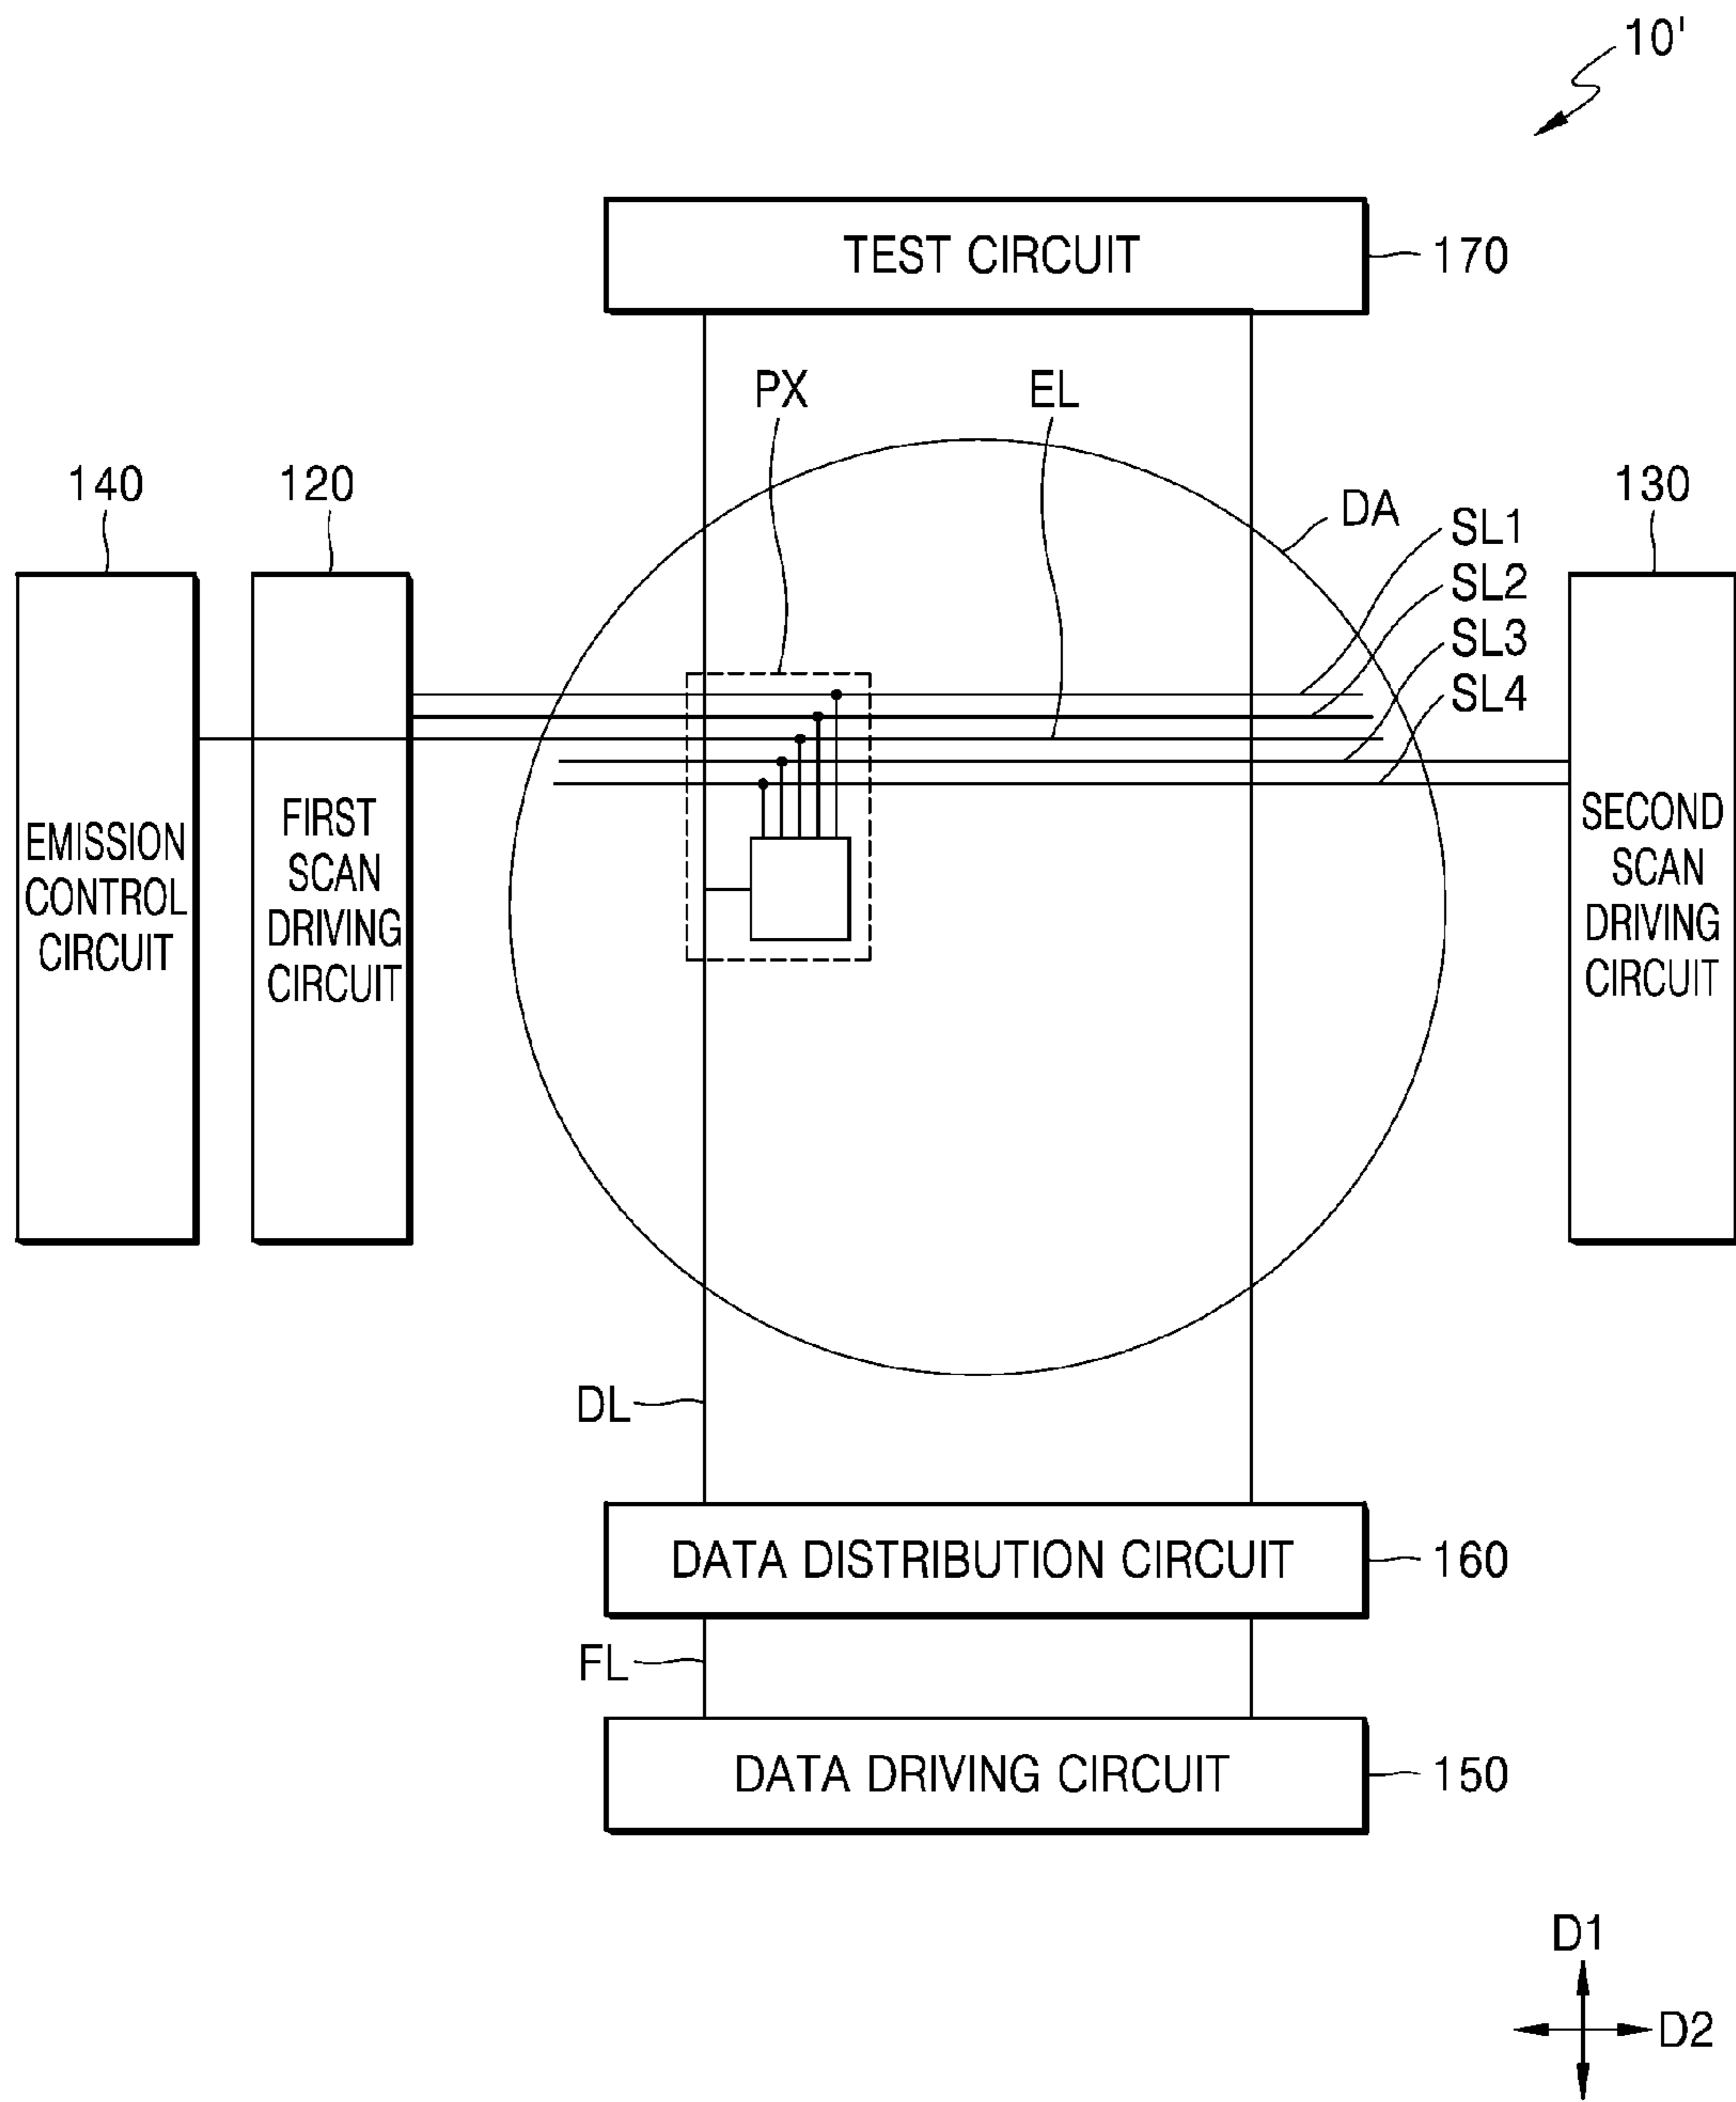 10'
TEST CIRCUIT
170
PX
EL
140
120
DA
130
SL1
SL2
SL3
SL4
EMISSION
CONTROL
CIRCUIT
FIRST
SCAN
DRIVING
CIRCUIT
SECOND
SCAN
DRIVING
CIRCUIT
DL
DATA DISTRIBUTION CIRCUIT
160
FL
DATA DRIVING CIRCUIT
150
D1
D2